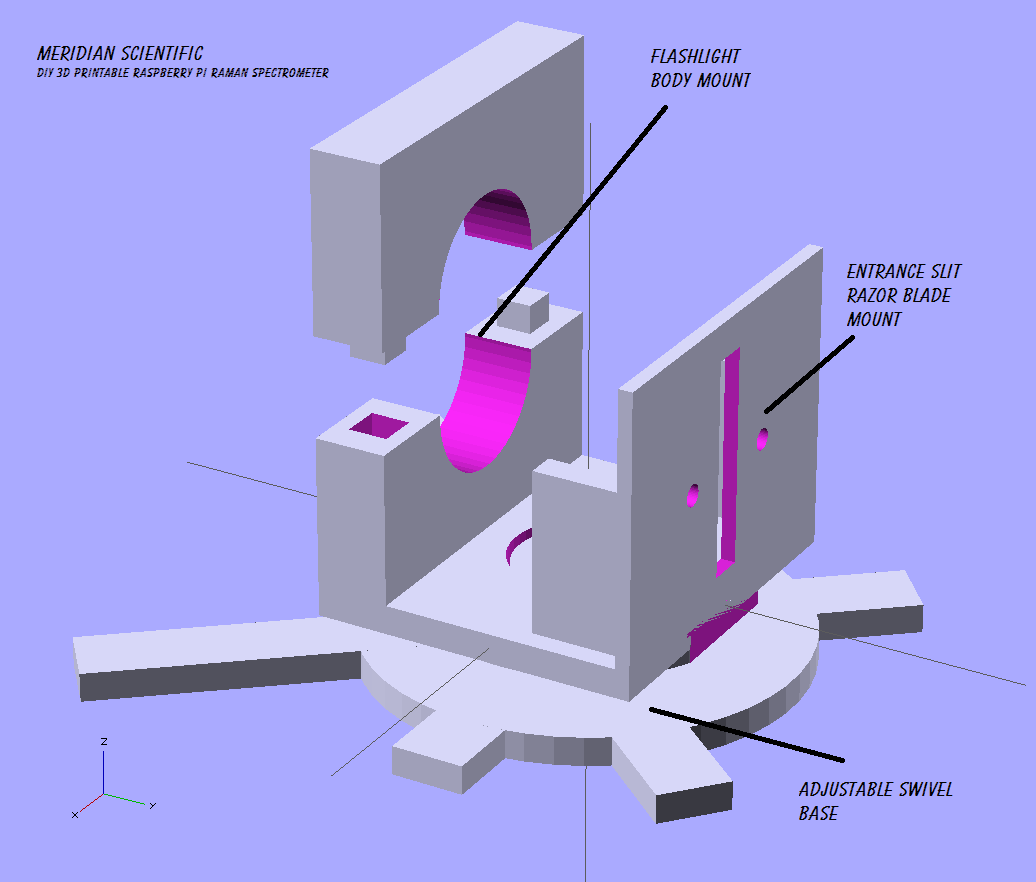 MERIDIAN SCIENTIFIC
DIY 3D PRINTABLE RASPBERRY PI RAMAN SPECTROMETER
FLASHLIGHT
BODY MOUNT
ENTRANCE SLIT
RAZOR BLADE
MOUNT
ADJUSTABLE SWIVEL
BASE
z
x
y